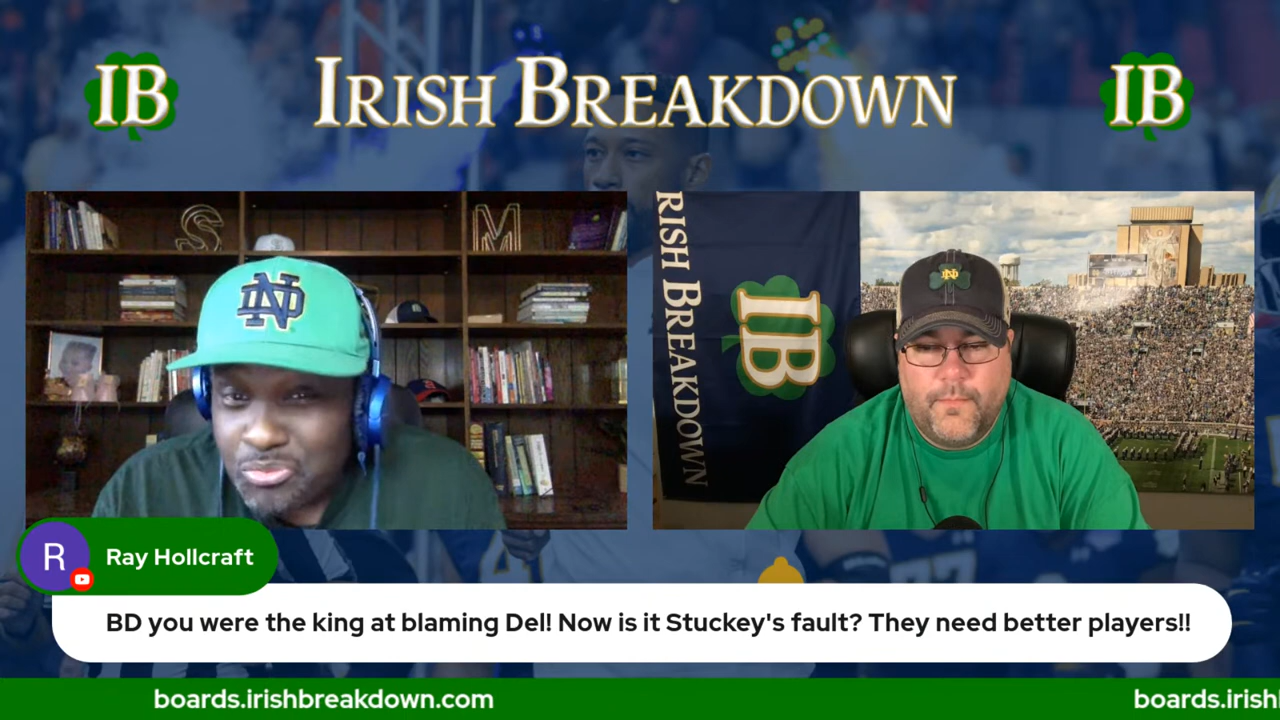 IB
IRISH BREAKDOWN
IB
S
M
ND
RISH BREAKDOWN
IB
ND
R
Ray Hollcraft
BD you were the king at blaming Del! Now is it Stuckey's fault? They need better players!!
boards.irishbreakdown.com
boards.irish